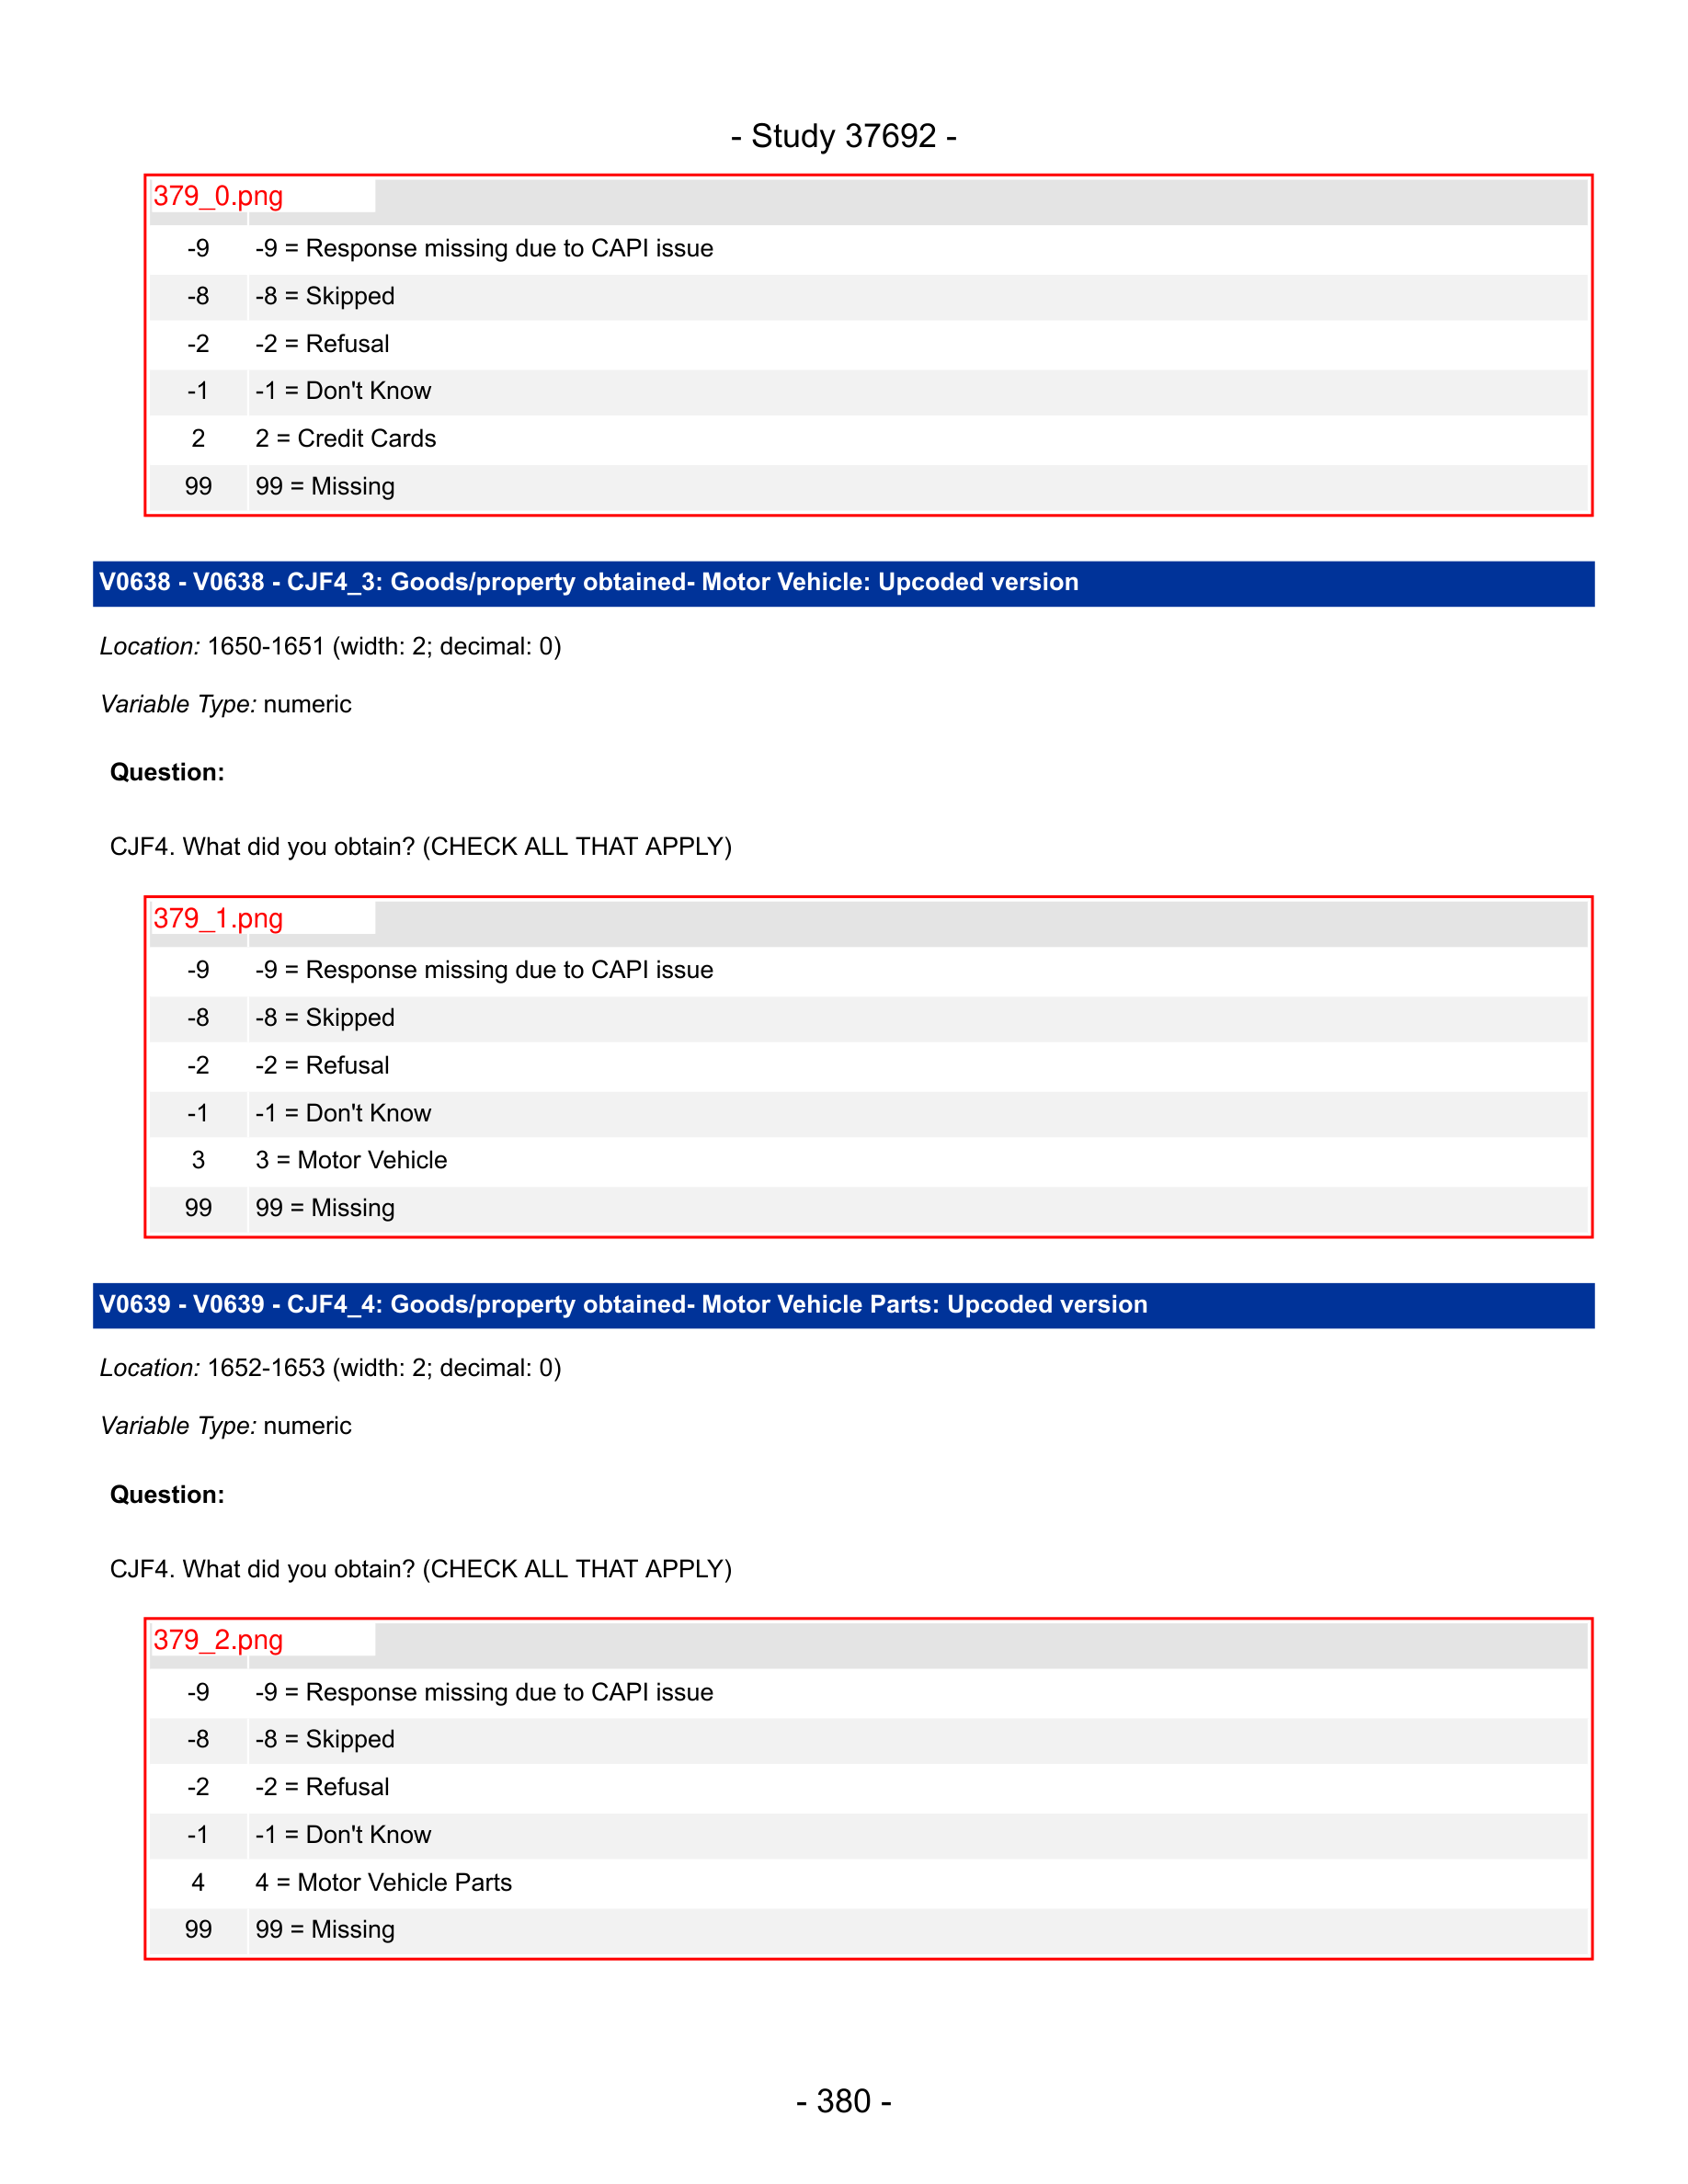 - Study 37692 -
379_0.png
-9 -9 = Response missing due to CAPI issue
-8 -8 = Skipped
-2 -2 = Refusal
-1 -1 = Don't Know
2 2 = Credit Cards
99 99 = Missing
V0638 - V0638 - CJF4_3: Goods/property obtained- Motor Vehicle: Upcoded version
Location: 1650-1651 (width: 2; decimal: 0)
Variable Type: numeric
Question:
CJF4. What did you obtain? (CHECK ALL THAT APPLY)
379_1.png
-9 -9 = Response missing due to CAPI issue
-8 -8 = Skipped
-2 -2 = Refusal
-1 -1 = Don't Know
3 3 = Motor Vehicle
99 99 = Missing
V0639 - V0639 - CJF4_4: Goods/property obtained- Motor Vehicle Parts: Upcoded version
Location: 1652-1653 (width: 2; decimal: 0)
Variable Type: numeric
Question:
CJF4. What did you obtain? (CHECK ALL THAT APPLY)
379_2.png
-9 -9 = Response missing due to CAPI issue
-8 -8 = Skipped
-2 -2 = Refusal
-1 -1 = Don't Know
4 4 = Motor Vehicle Parts
99 99 = Missing
- 380 -